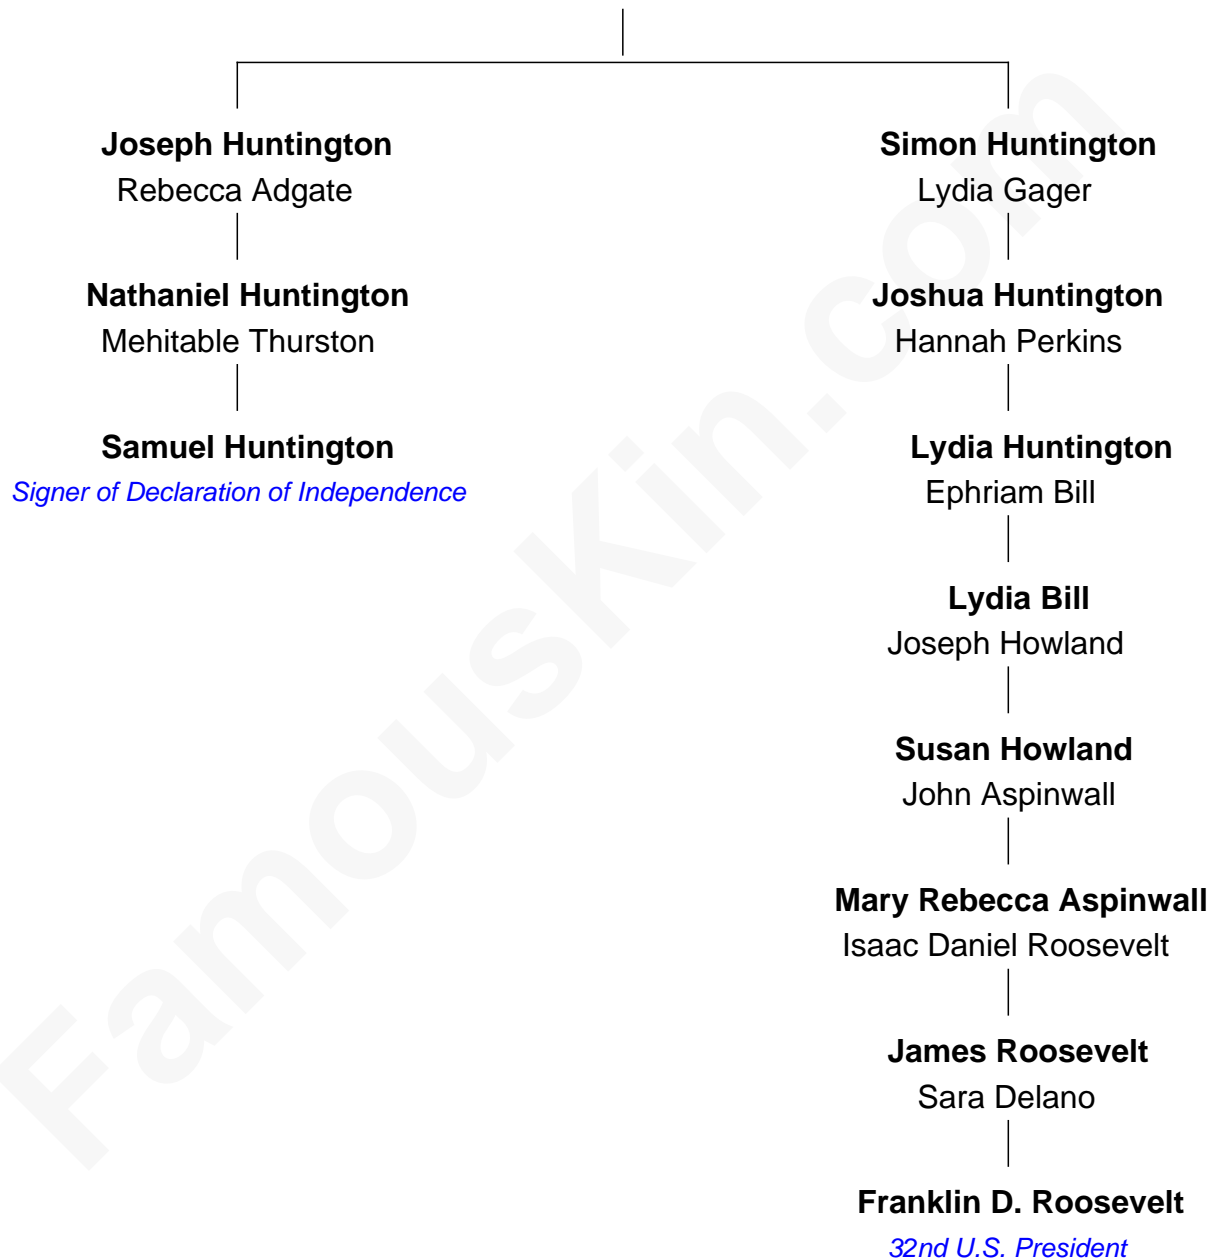 Joseph Huntington
Rebecca Adgate
Nathaniel Huntington
Mehitable Thurston
Samuel Huntington
Signer of Declaration of Independence
Simon Huntington
Lydia Gager
Joshua Huntington
Hannah Perkins
Lydia Huntington
Ephriam Bill
Lydia Bill
Joseph Howland
Susan Howland
John Aspinwall
Mary Rebecca Aspinwall
Isaac Daniel Roosevelt
James Roosevelt
Sara Delano
Franklin D. Roosevelt
32nd U.S. President
FamousKin.com